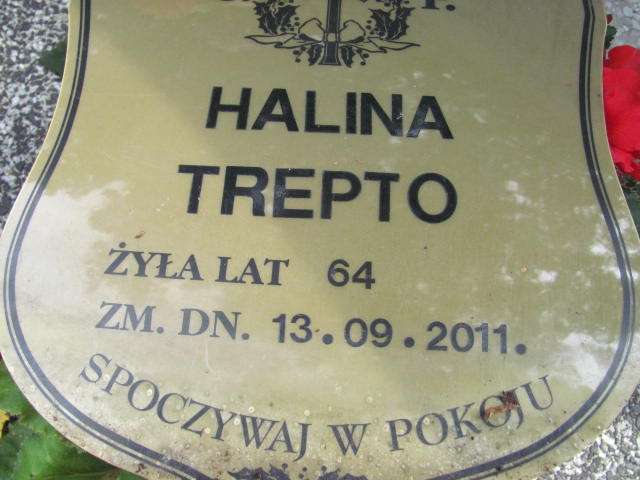 HALINA
TREPTO
ŻYŁA LAT 64
ZM. DN. 13.09.2011.
SPOCZYWAJ W POKOJU